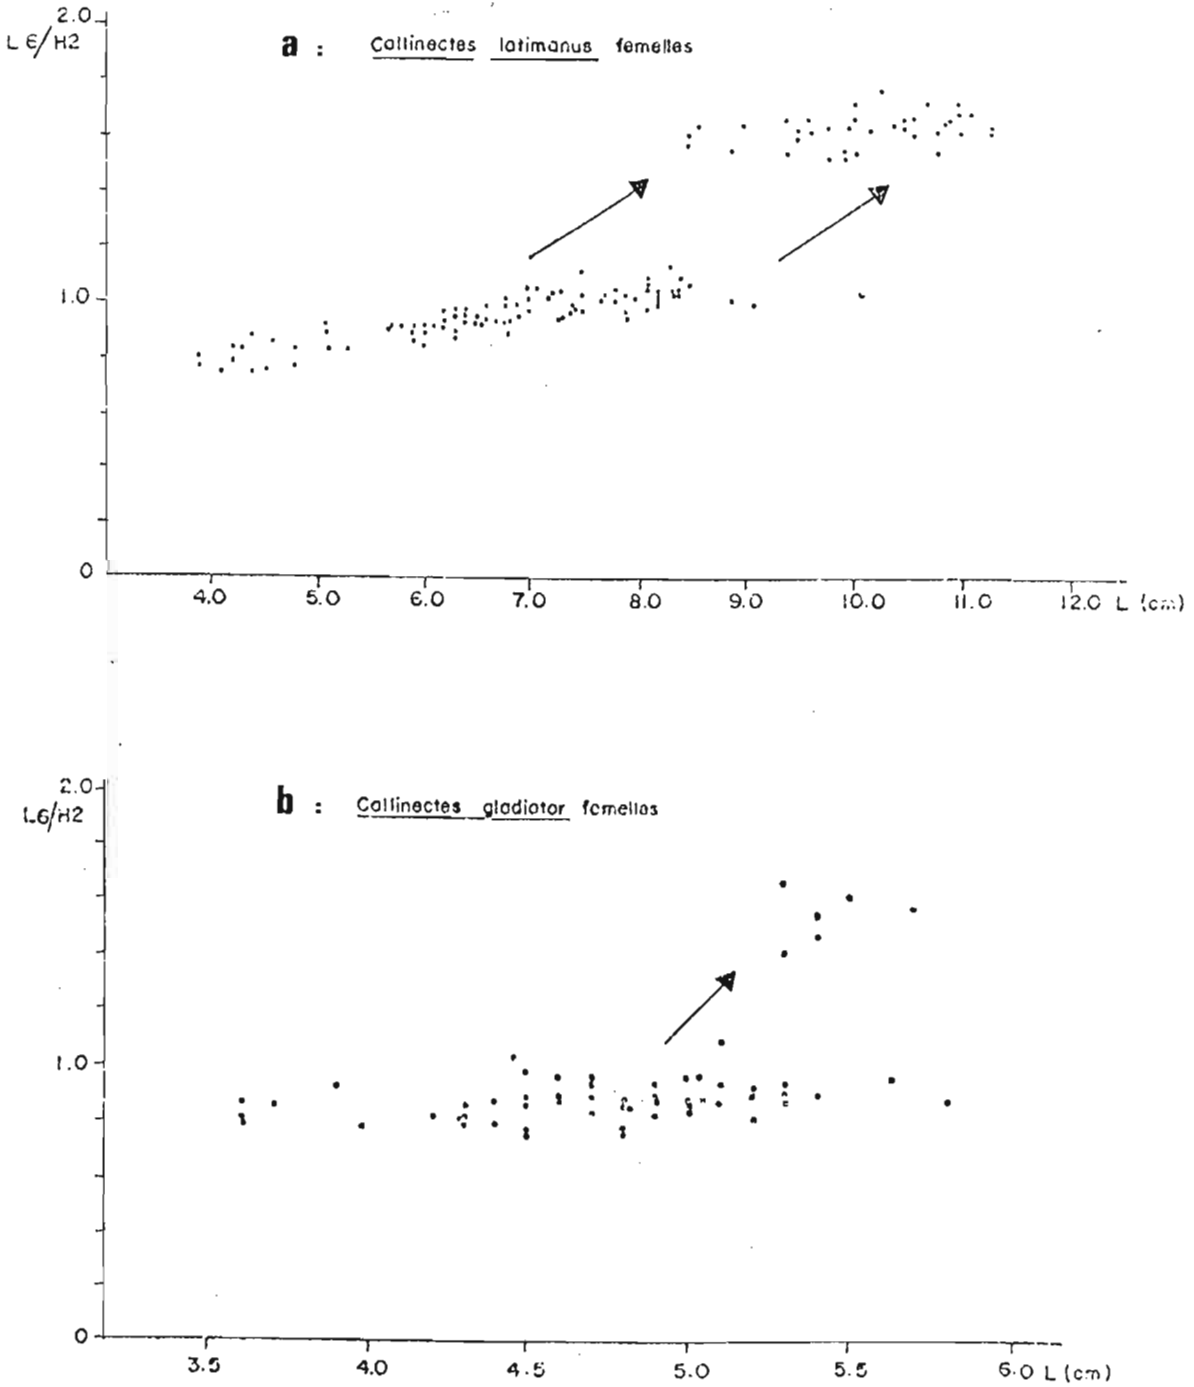 2.0
L6/H2
a : Callinectes latimanus femelles
1.0
0
4.0 5.0 6.0 7.0 8.0 9.0 10.0 11.0 12.0 L (cm)
2.0
L6/H2
b : Callinectes gladiator femelles
1.0
0
3.5 4.0 4.5 5.0 5.5 6.0 L (cm)